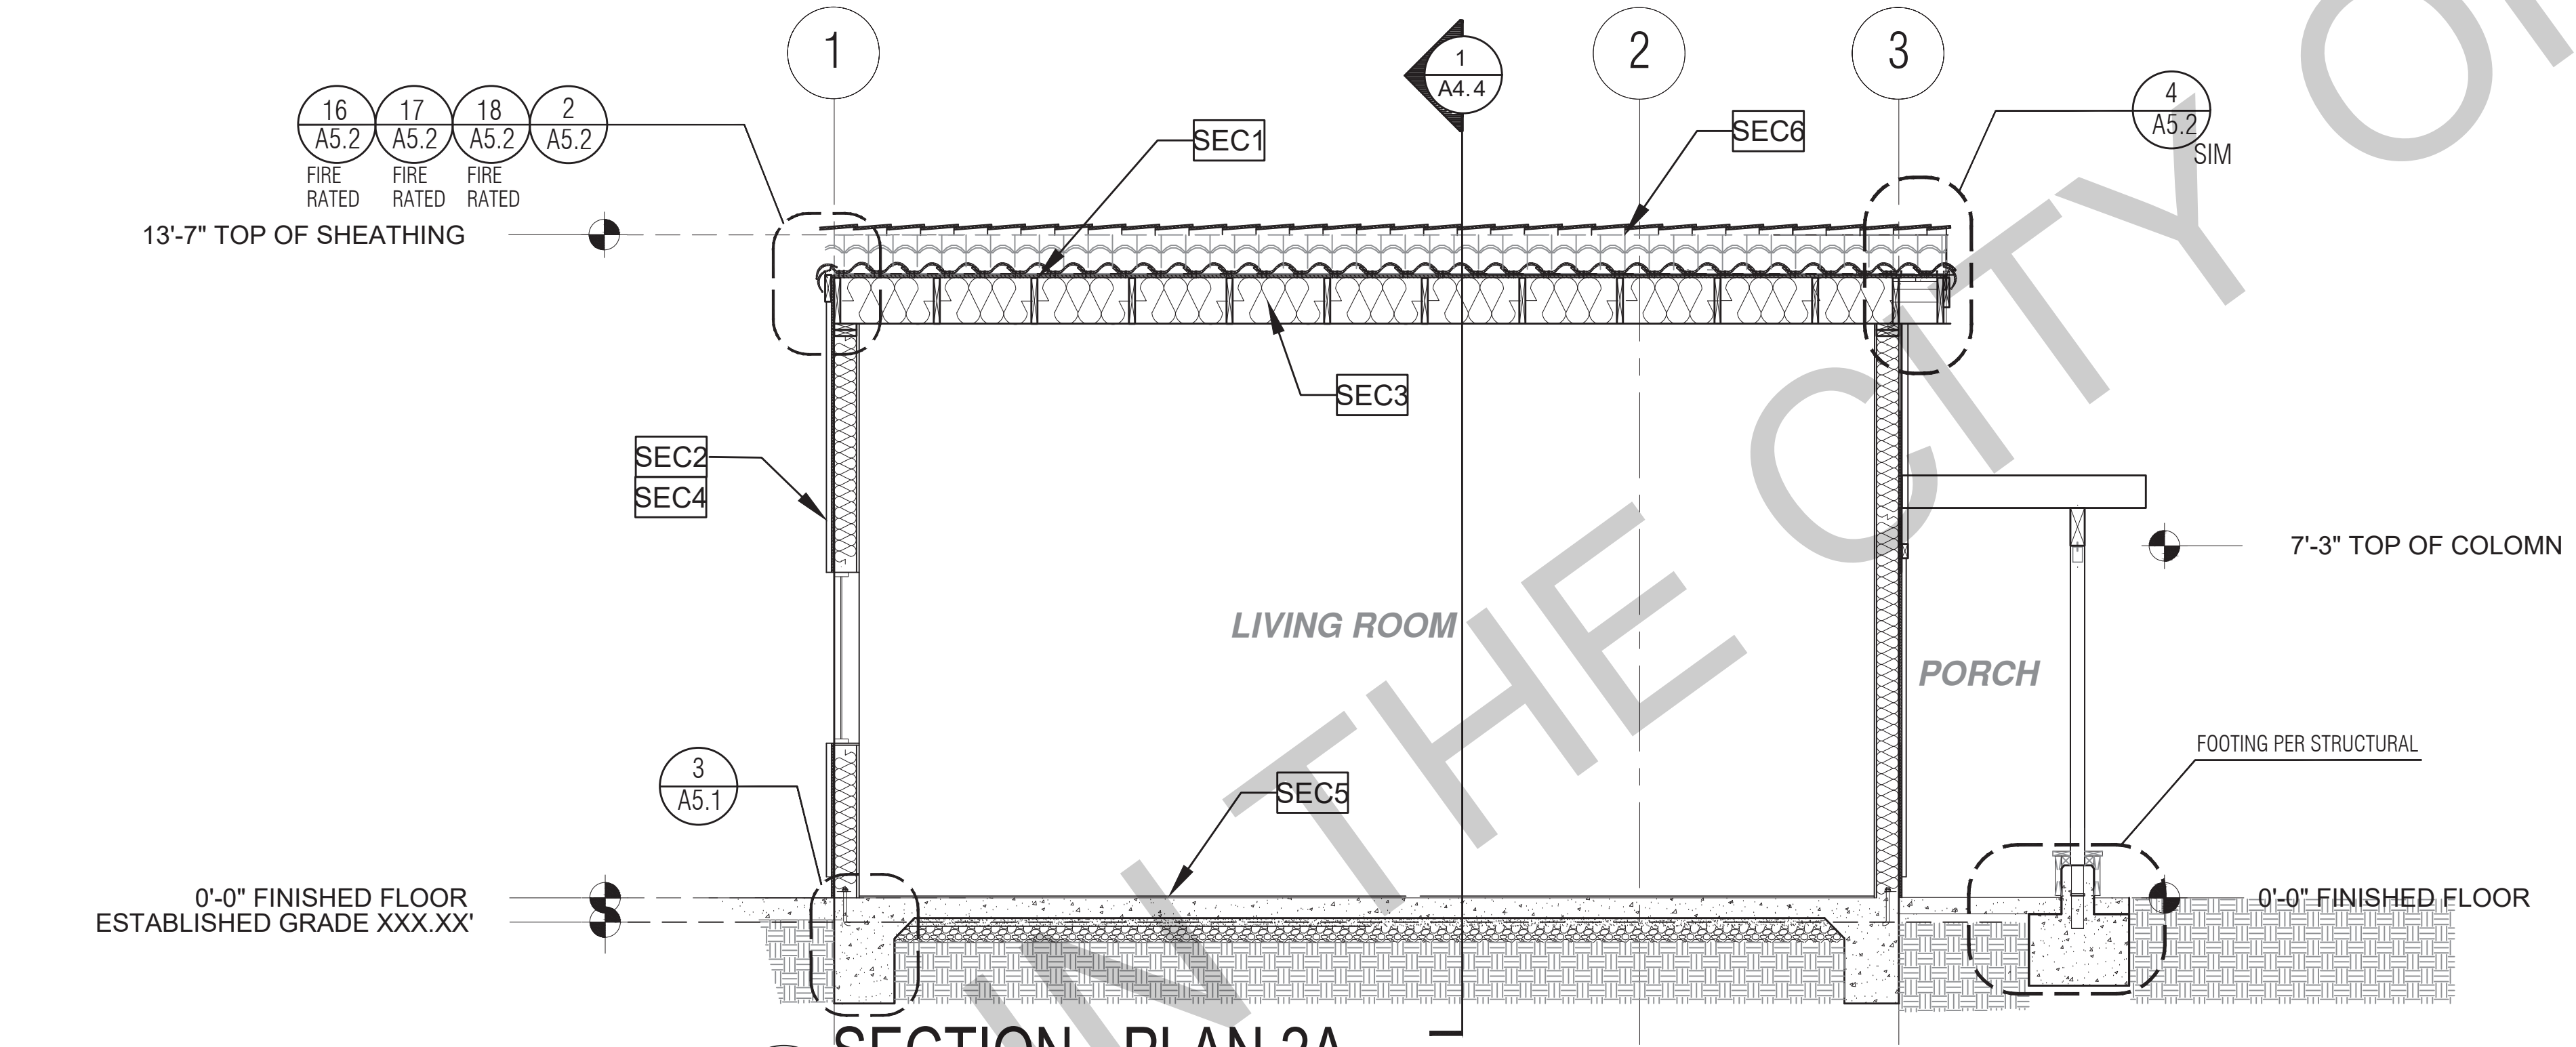 1
2
3
1
A4.4
16
A5.2
FIRE
RATED
17
A5.2
FIRE
RATED
18
A5.2
FIRE
RATED
2
A5.2
4
A5.2
SIM
SEC1
SEC6
13'-7" TOP OF SHEATHING
SEC3
SEC2
SEC4
7'-3" TOP OF COLOMN
LIVING ROOM
PORCH
FOOTING PER STRUCTURAL
3
A5.1
SEC5
0'-0" FINISHED FLOOR
ESTABLISHED GRADE XXX.XX'
0'-0" FINISHED FLOOR
IN THE CITY
SECTION - PLAN 2A